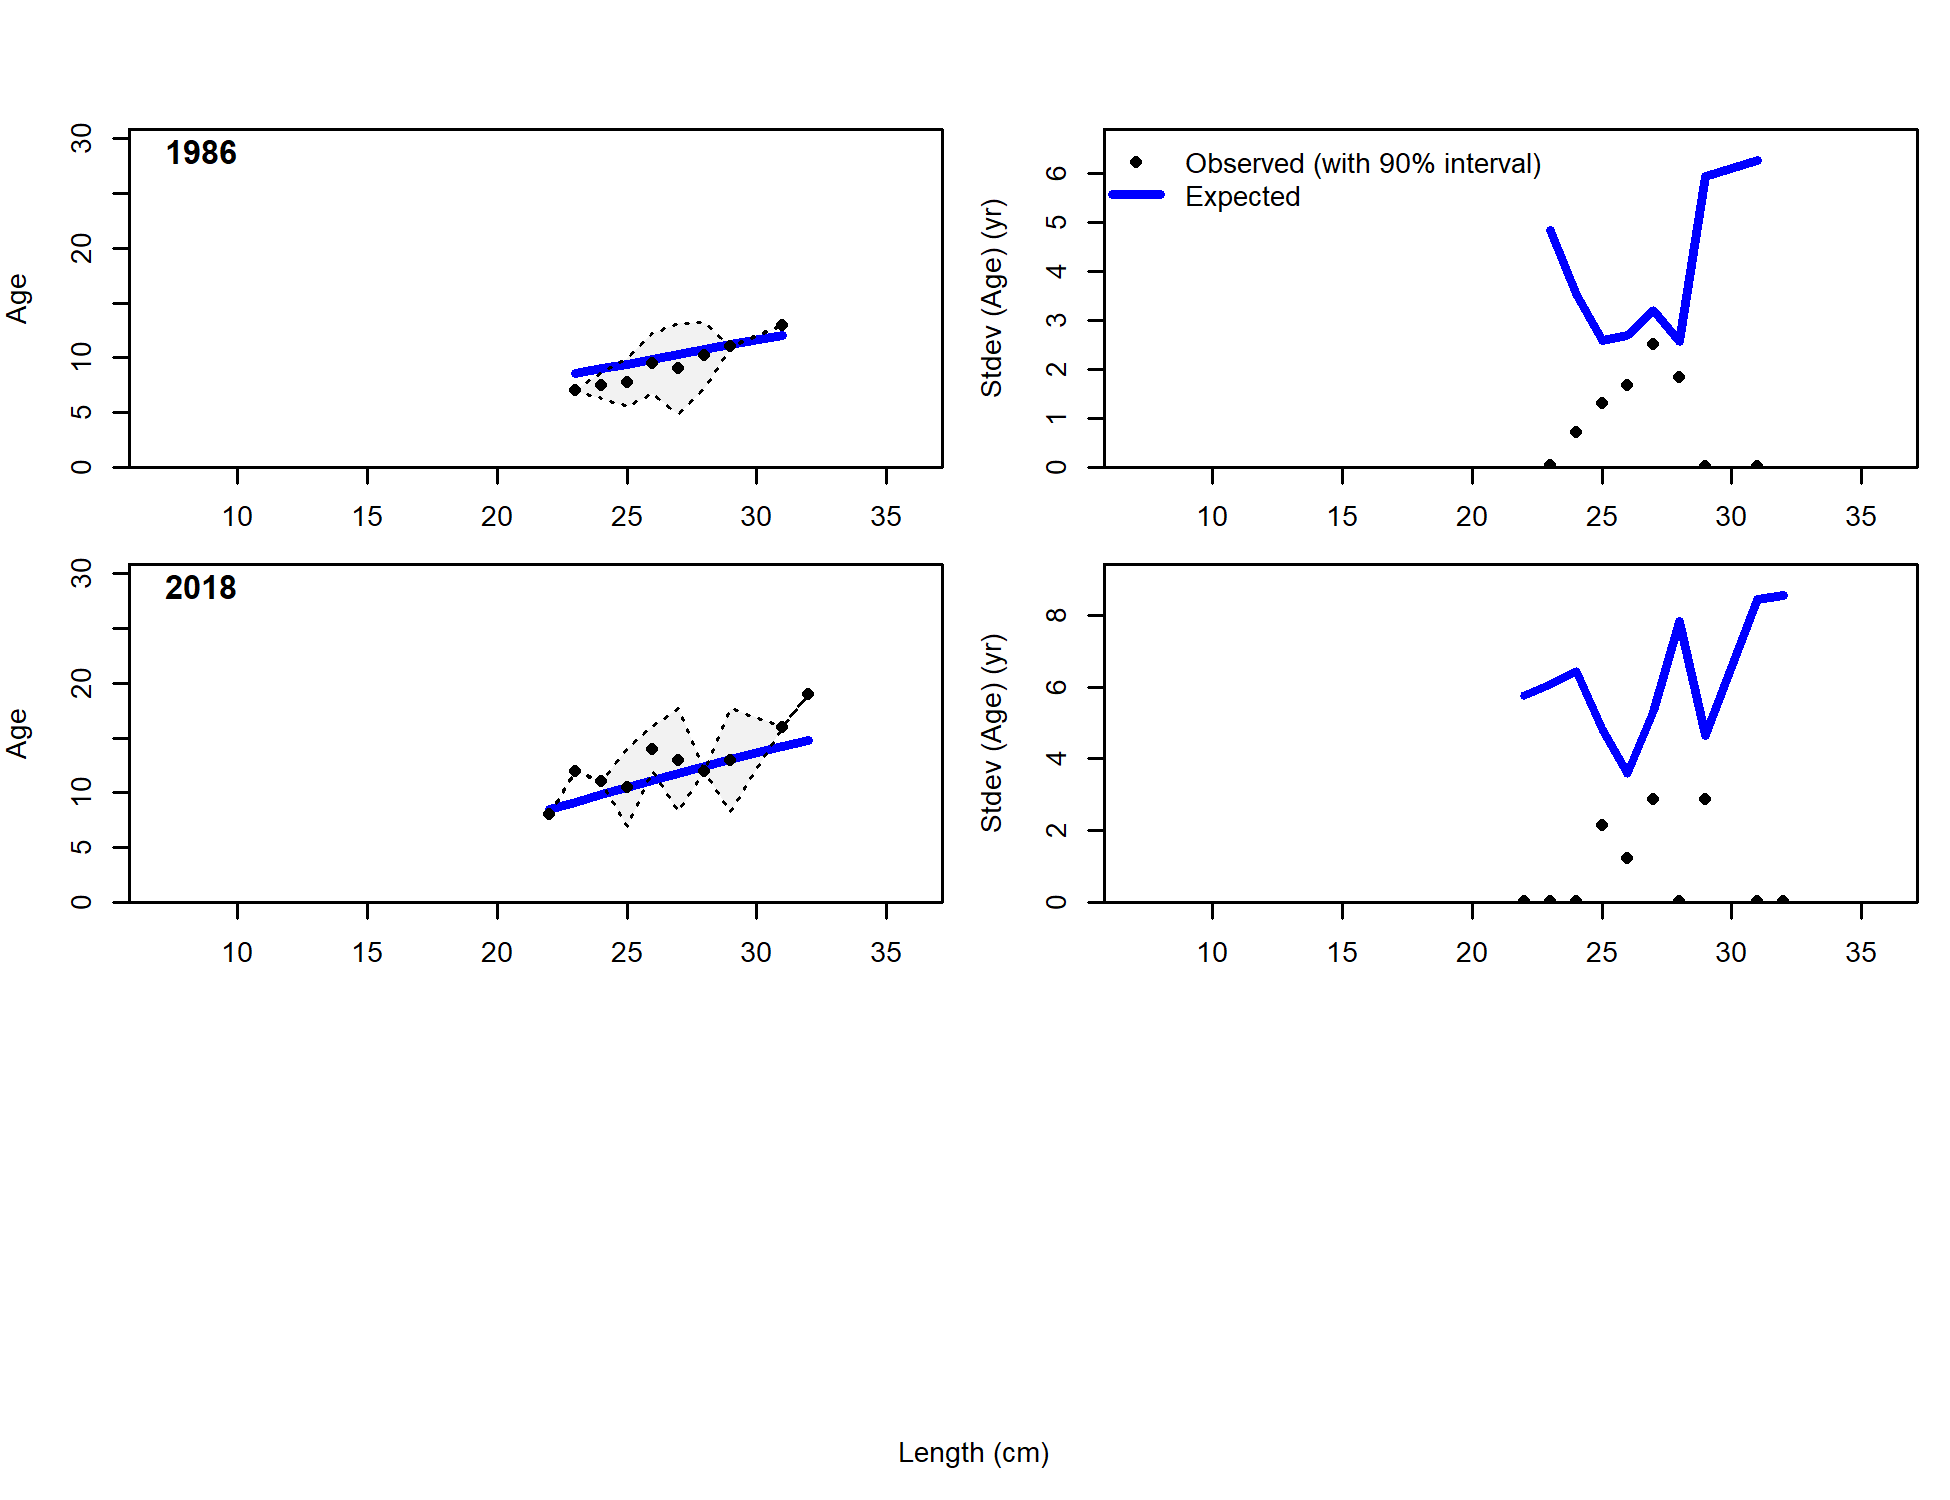 1986
Age
0 5 10 20 30
10 15 20 25 30 35
Observed (with 90% interval)
Expected
Stdev (Age) (yr)
0 1 2 3 4 5 6
10 15 20 25 30 35
2018
Age
0 5 10 20 30
10 15 20 25 30 35
Stdev (Age) (yr)
0 2 4 6 8
10 15 20 25 30 35
Length (cm)